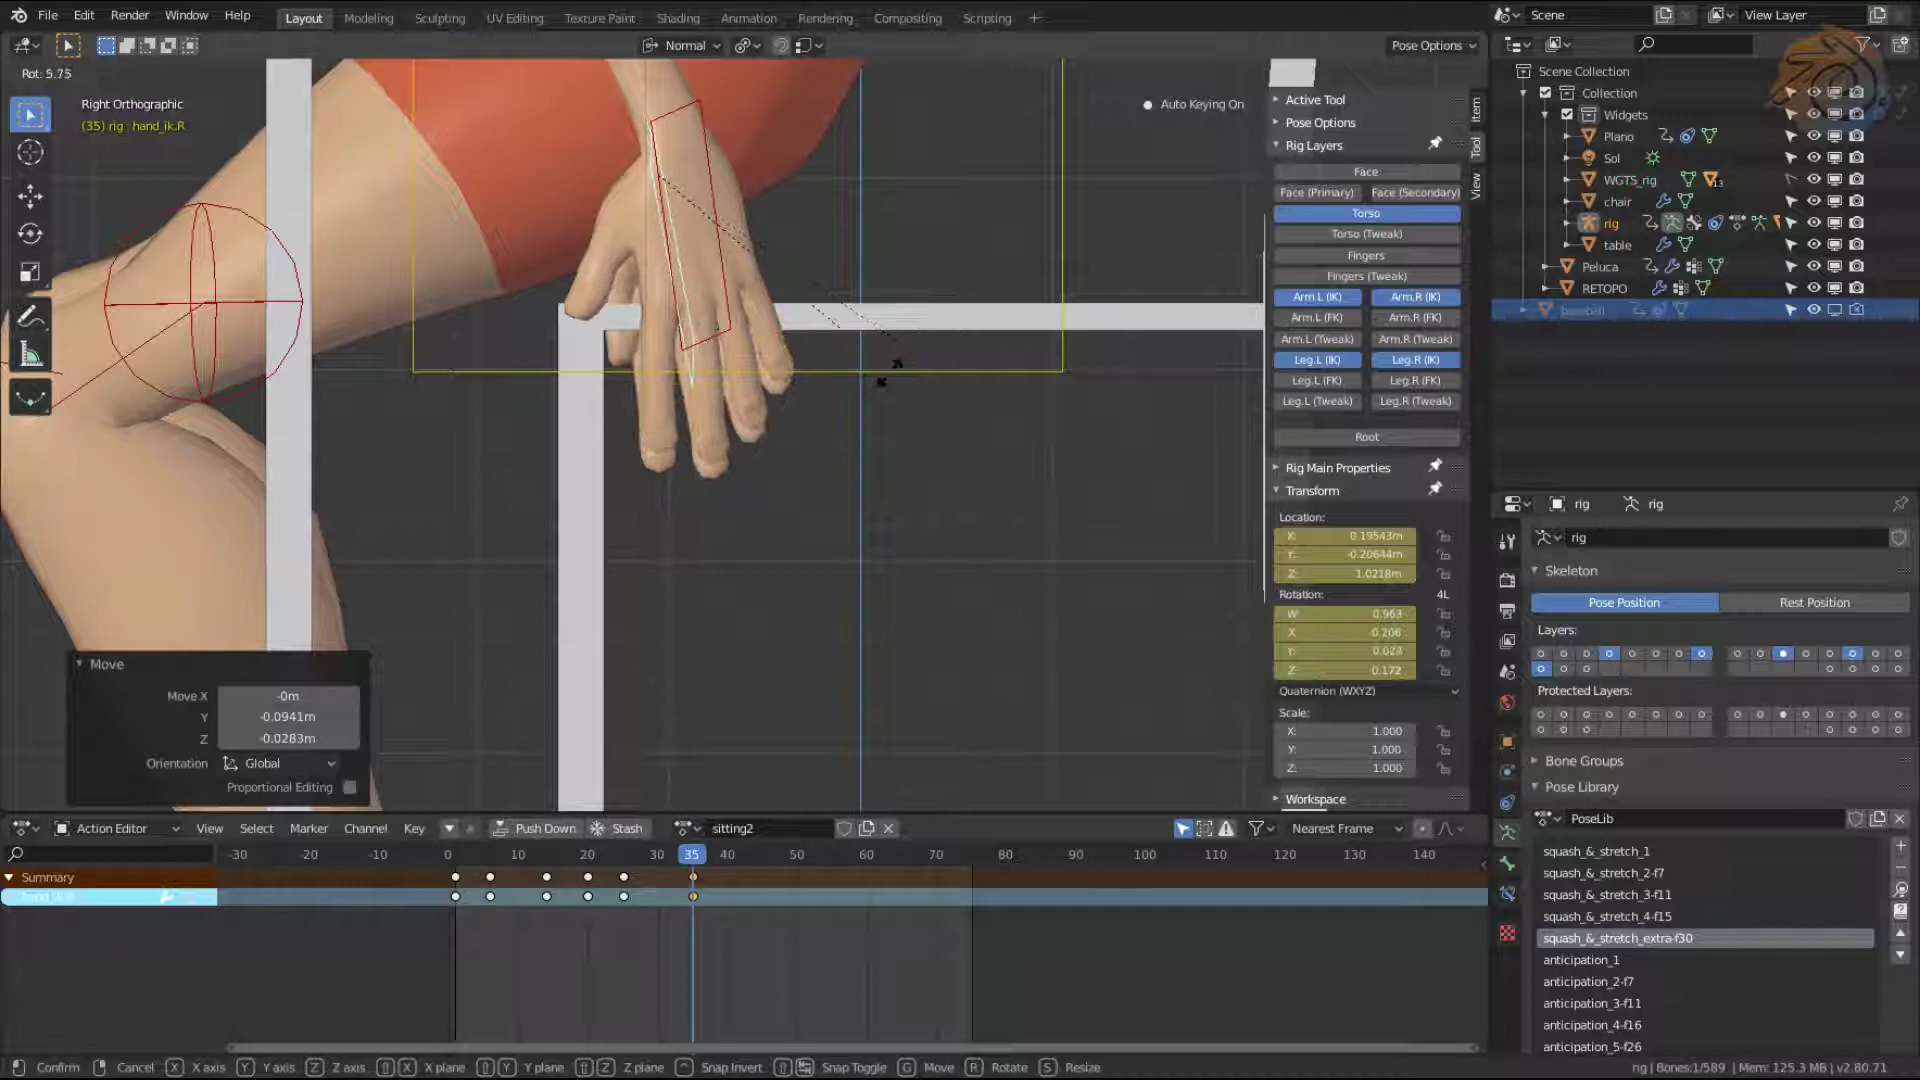 File Edit Render Window Help Layout Modeling Sculpting UV Editing Texture Paint Shading Animation Rendering Compositing Scripting + Scene View Layer
Normal Pose Options
Rot: 5.75
Right Orthographic
(35) rig : hand_ik.R
Auto Keying On
Active Tool
Pose Options
Rig Layers
Face
Face (Primary) Face (Secondary)
Torso
Torso (Tweak)
Fingers
Fingers (Tweak)
Arm.L (IK) Arm.R (IK)
Arm.L (FK) Arm.R (FK)
Arm.L (Tweak) Arm.R (Tweak)
Leg.L (IK) Leg.R (IK)
Leg.L (FK) Leg.R (FK)
Leg.L (Tweak) Leg.R (Tweak)
Root
Rig Main Properties
Transform
Location:
X: 0.19543m
Y: -0.20644m
Z: 1.0218m
Rotation: 4L
W: 0.963
X: 0.206
Y: 0.023
Z: 0.172
Quaternion (WXYZ)
Scale:
X: 1.000
Y: 1.000
Z: 1.000
Workspace
Item
Tool
View
Scene Collection
Collection
Widgets
Plano
Sol
WGTS_rig
13
chair
rig
table
Peluca
RETOPO
baseball
rig rig
rig
Skeleton
Pose Position Rest Position
Layers:
Protected Layers:
Bone Groups
Pose Library
PoseLib
squash_&_stretch_1
squash_&_stretch_2-f7
squash_&_stretch_3-f11
squash_&_stretch_4-f15
squash_&_stretch_extra-f30
anticipation_1
anticipation_2-f7
anticipation_3-f11
anticipation_4-f16
anticipation_5-f26
Move
Move X -0m
Y -0.0941m
Z -0.0283m
Orientation Global
Proportional Editing
Action Editor View Select Marker Channel Key Push Down Stash sitting2 Nearest Frame
-30 -20 -10 0 10 20 30 35 40 50 60 70 80 90 100 110 120 130 140
Summary
Confirm Cancel X X axis Y Y axis Z Z axis X X plane Y Y plane Z Z plane Snap Invert Snap Toggle G Move R Rotate S Resize
rig | Bones:1/589 | Mem: 125.3 MB | v2.80.71